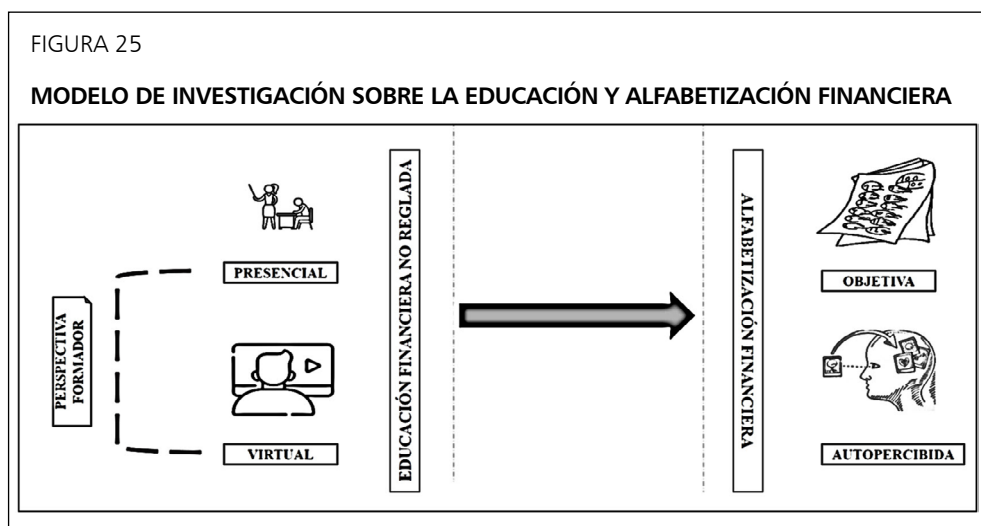 FIGURA 25
MODELO DE INVESTIGACIÓN SOBRE LA EDUCACIÓN Y ALFABETIZACIÓN FINANCIERA
PERSPECTIVA
FORMADOR
PRESENCIAL
VIRTUAL
EDUCACIÓN FINANCIERA NO REGLADA
ALFABETIZACIÓN FINANCIERA
OBJETIVA
AUTOPERCIBIDA